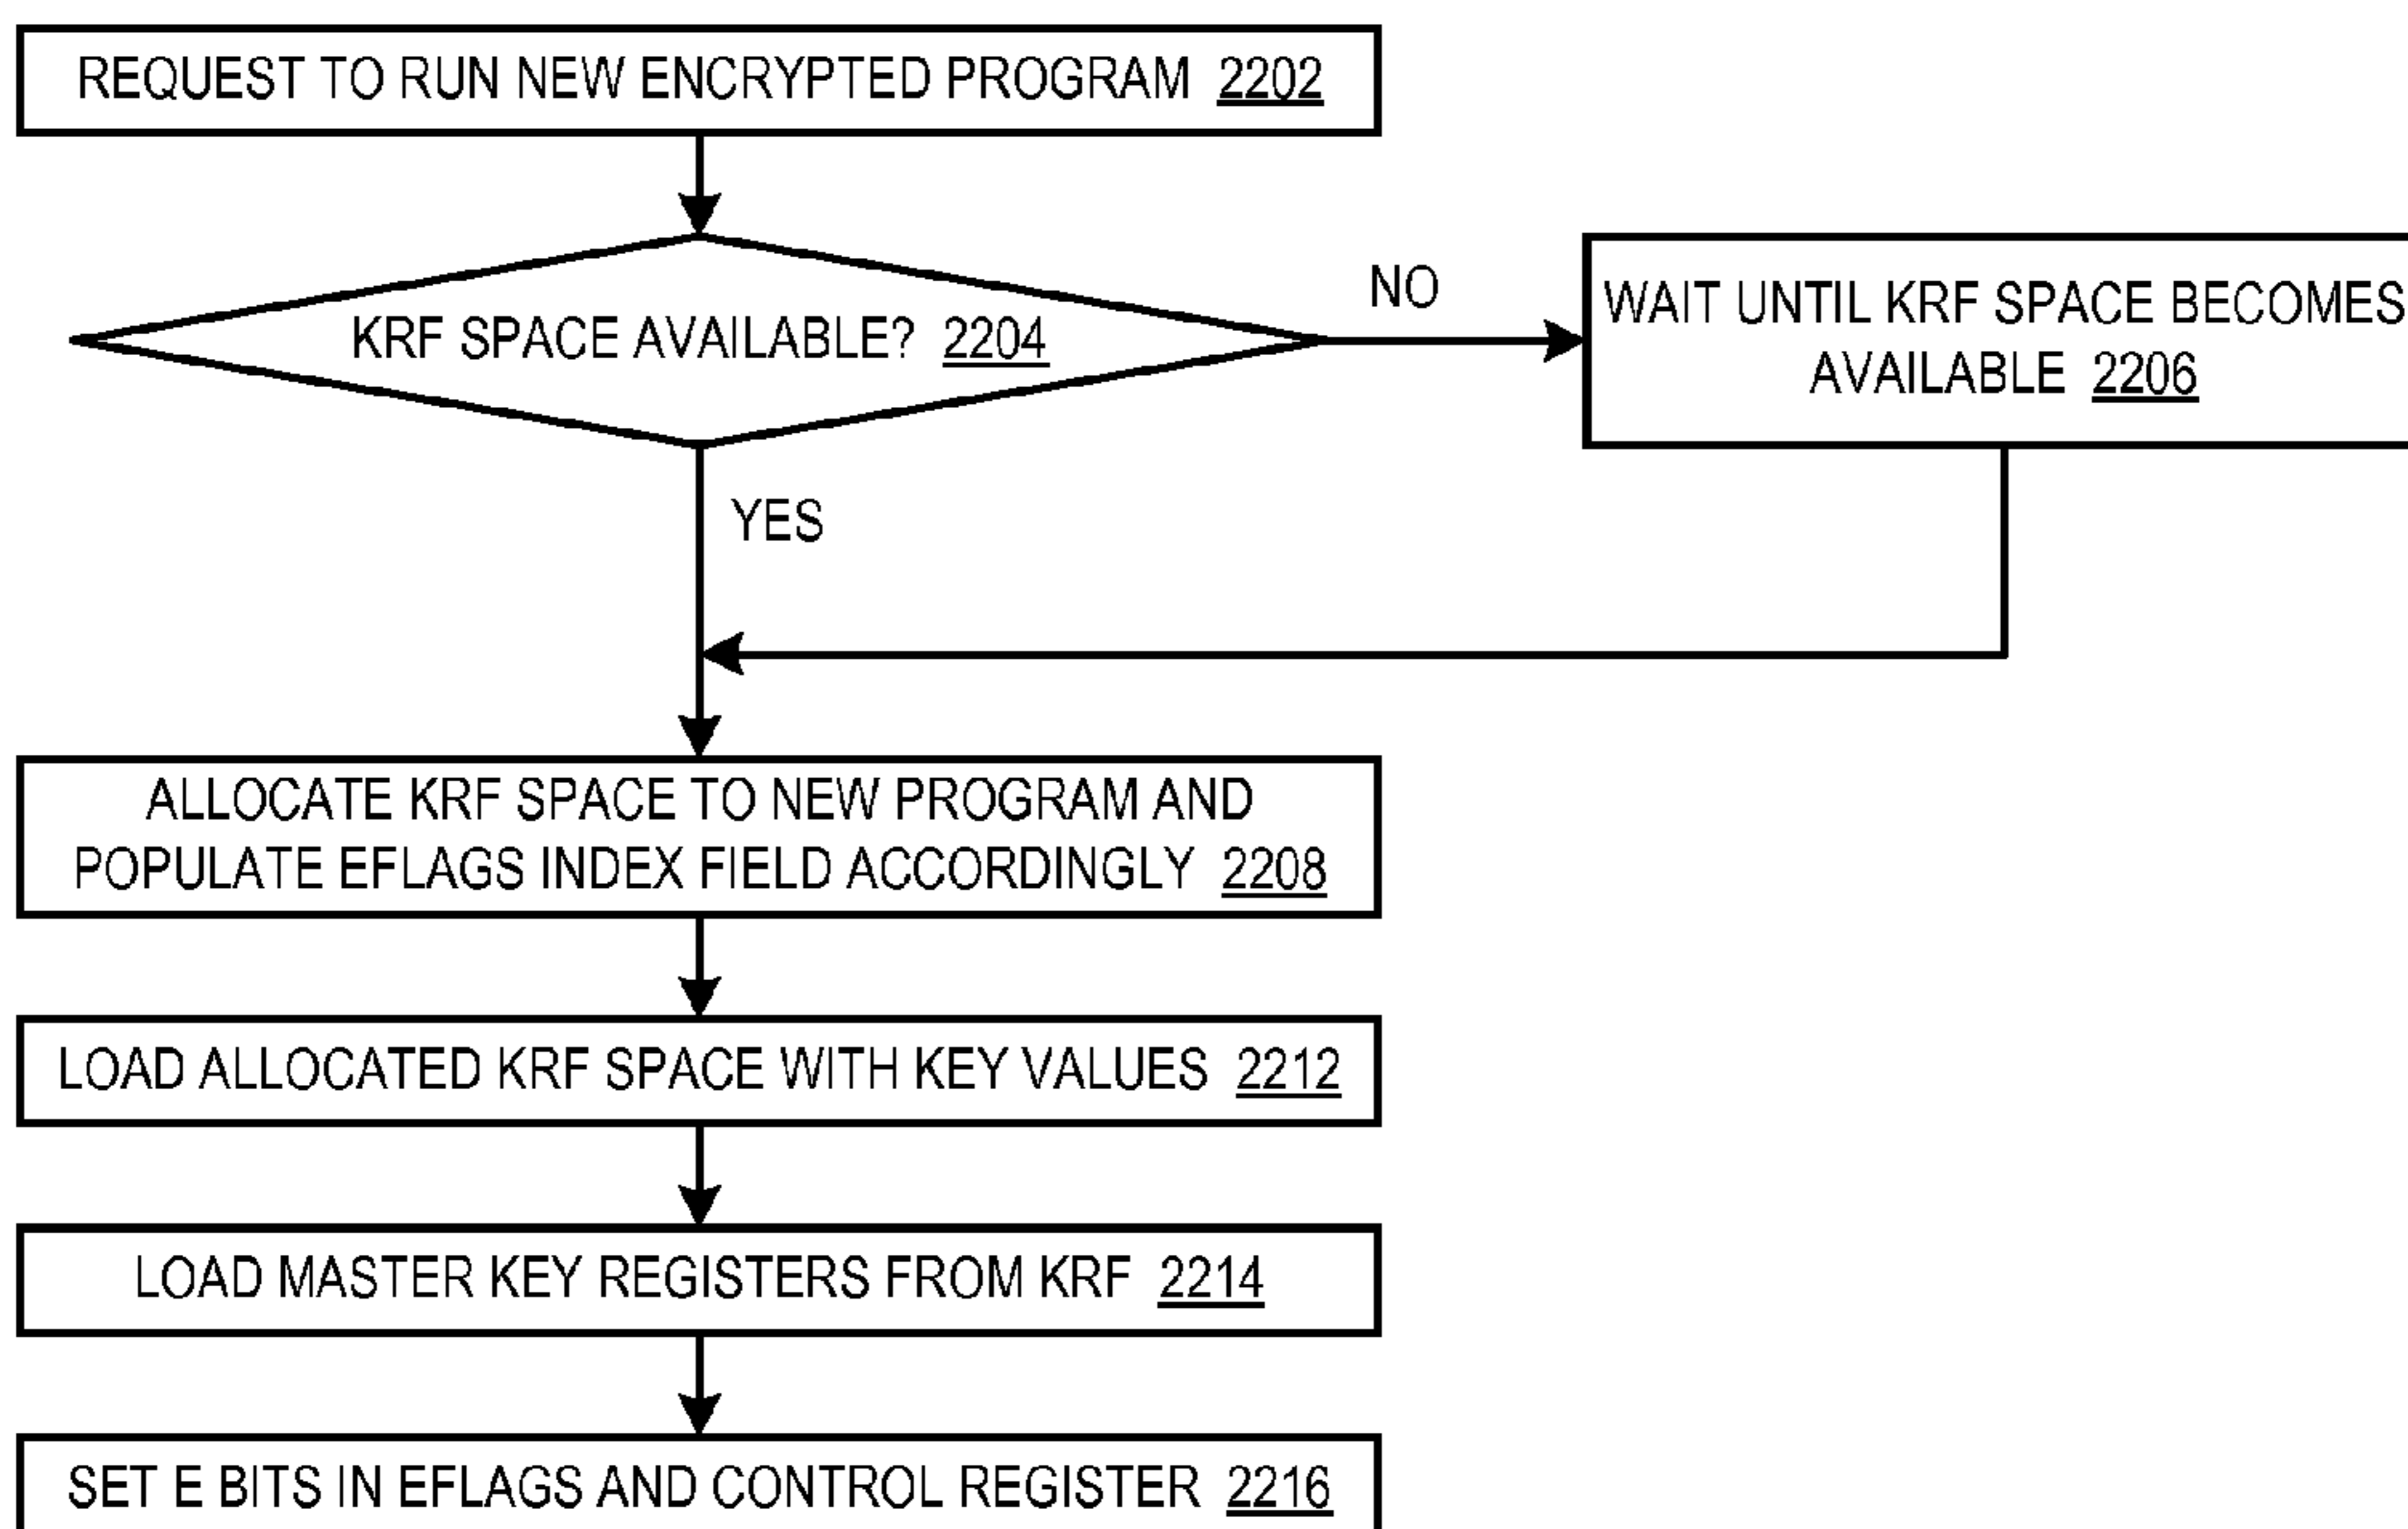 REQUEST TO RUN NEW ENCRYPTED PROGRAM 2202
KRF SPACE AVAILABLE? 2204
NO
WAIT UNTIL KRF SPACE BECOMES
AVAILABLE 2206
YES
ALLOCATE KRF SPACE TO NEW PROGRAM AND
POPULATE EFLAGS INDEX FIELD ACCORDINGLY 2208
LOAD ALLOCATED KRF SPACE WITH KEY VALUES 2212
LOAD MASTER KEY REGISTERS FROM KRF 2214
SET E BITS IN EFLAGS AND CONTROL REGISTER 2216